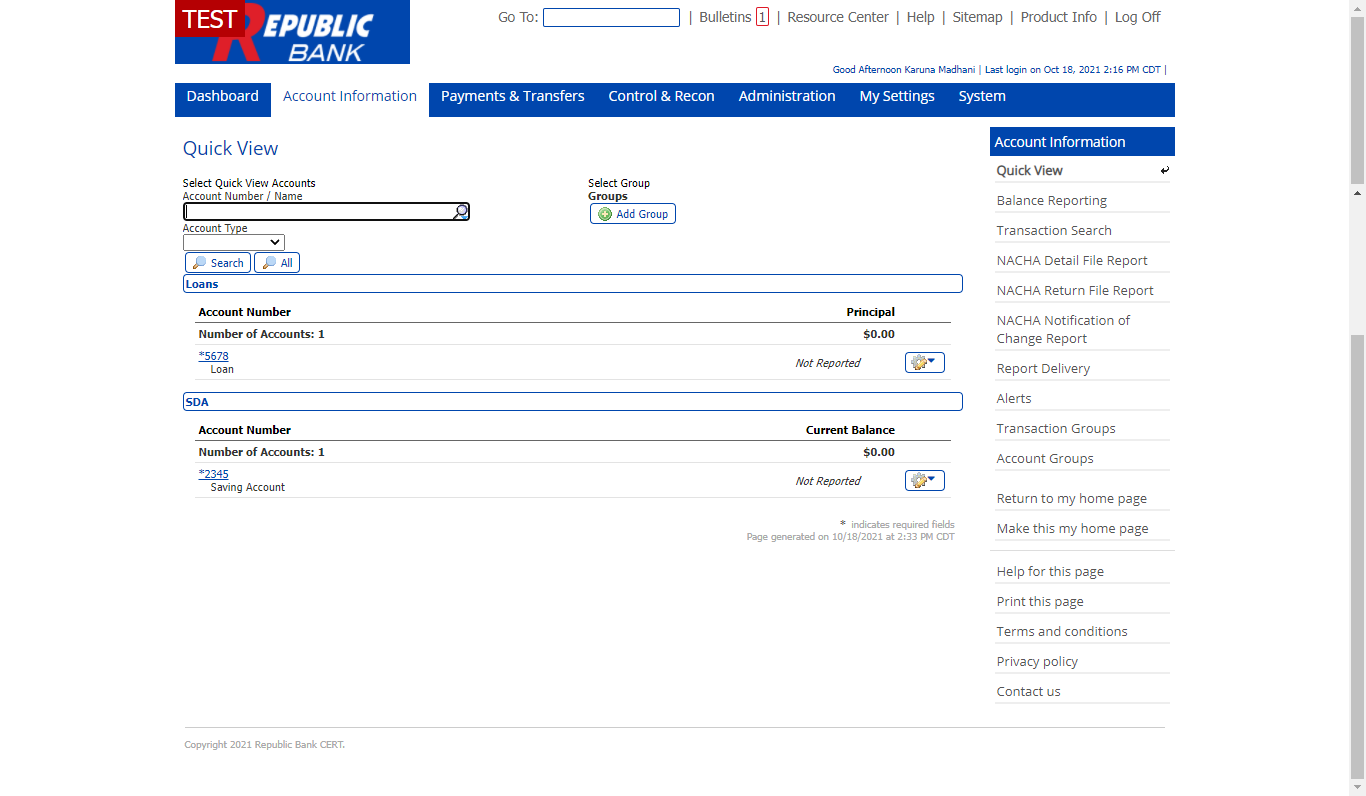 TEST
REPUBLIC
BANK
Go To: | Bulletins 1 | Resource Center | Help | Sitemap | Product Info | Log Off
Good Afternoon Karuna Madhani | Last login on Oct 18, 2021 2:16 PM CDT |
Dashboard Account Information Payments & Transfers Control & Recon Administration My Settings System
Quick View
Select Quick View Accounts
Account Number / Name
Account Type
Search All
Select Group
Groups
Add Group
Loans
Account Number Principal
Number of Accounts: 1 $0.00
*5678 Not Reported
Loan
SDA
Account Number Current Balance
Number of Accounts: 1 $0.00
*2345 Not Reported
Saving Account
* indicates required fields
Page generated on 10/18/2021 at 2:33 PM CDT
Account Information
Quick View
Balance Reporting
Transaction Search
NACHA Detail File Report
NACHA Return File Report
NACHA Notification of
Change Report
Report Delivery
Alerts
Transaction Groups
Account Groups
Return to my home page
Make this my home page
Help for this page
Print this page
Terms and conditions
Privacy policy
Contact us
Copyright 2021 Republic Bank CERT.